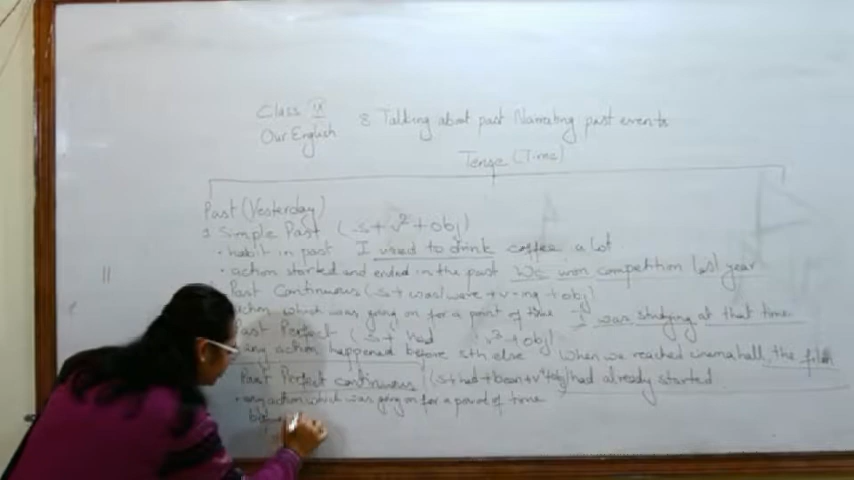 Class IX
Our English
8 Talking about past Narrating past events
Tense (Time)
Past (Yesterday)
1 Simple Past (s+v²+obj)
• habit in past I used to drink coffee a lot
• action started and ended in the past We won competition last year
Past Continuous (s+was/were+v-ing+obj)
action which was going on for a point of time I was studying at that time
Past Perfect (s+ had v³+obj)
any action happened before sth else When we reached cinema hall, the film
had already started
Past Perfect continuous (s+had+been+
• any action which was going on for a period of time